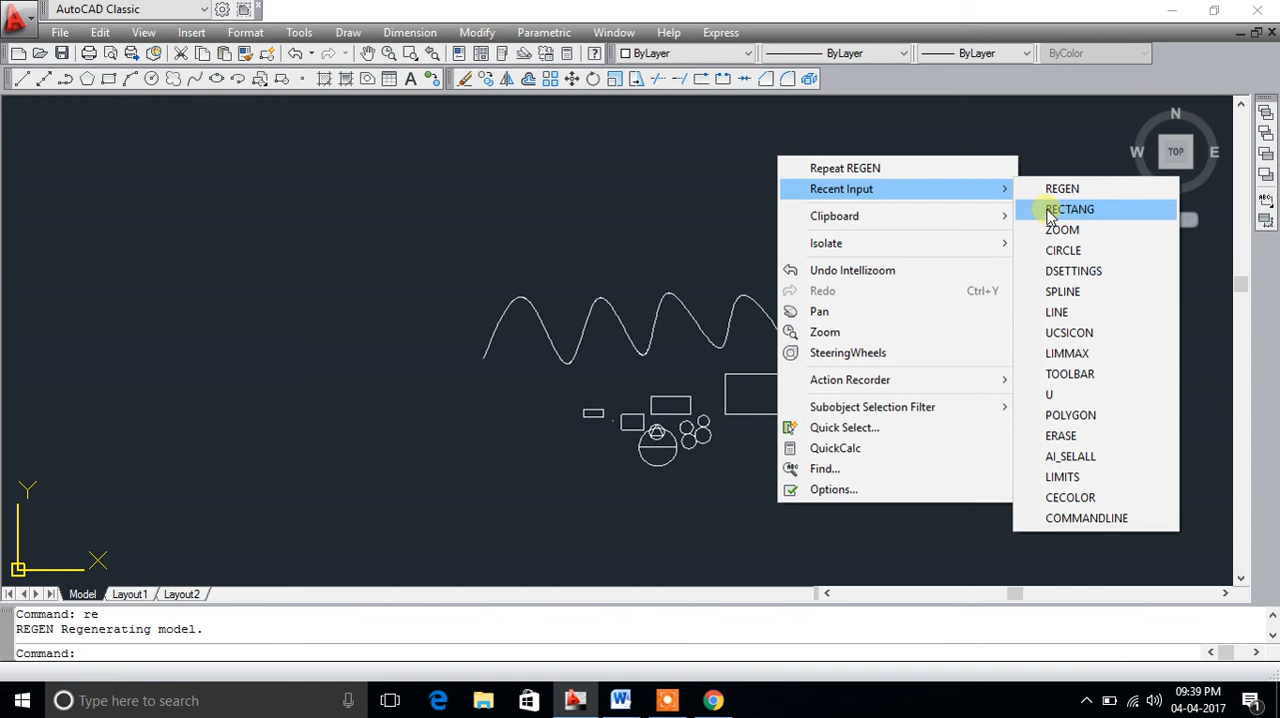 AutoCAD Classic
File Edit View Insert Format Tools Draw Dimension Modify Parametric Window Help Express
ByLayer ByLayer ByLayer ByColor
A
ABC
N
W TOP E
Repeat REGEN
Recent Input
Clipboard
Isolate
Undo Intellizoom
Redo Ctrl+Y
Pan
Zoom
SteeringWheels
Action Recorder
Subobject Selection Filter
Quick Select...
QuickCalc
Find...
Options...
REGEN
RECTANG
ZOOM
CIRCLE
DSETTINGS
SPLINE
LINE
UCSICON
LIMMAX
TOOLBAR
U
POLYGON
ERASE
AI_SELALL
LIMITS
CECOLOR
COMMANDLINE
Y
X
Model Layout1 Layout2
Command: re
REGEN Regenerating model.
Command:
Type here to search
09:39 PM
04-04-2017
1